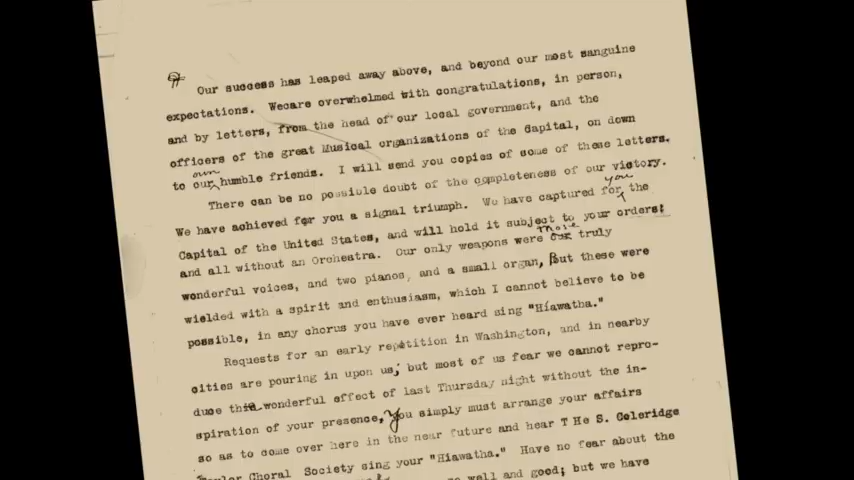 Our success has leaped away above, and beyond our most sanguine
expectations. Wecare overwhelmed with congratulations, in person,
and by letters, from the head of our local government, and the
officers of the great Musical organizations of the Capital, on down
to our own humble friends. I will send you copies of some of these letters.
There can be no possible doubt of the completeness of our victory.
We have achieved for you a signal triumph. We have captured for you the
Capital of the United States, and will hold it subject to your orders;
and all without an Orchestra. Our only weapons were those truly
wonderful voices, and two pianos, and a small organ, But these were
wielded with a spirit and enthusiasm, which I cannot believe to be
possible, in any chorus you have ever heard sing "Hiawatha."
Requests for an early repetition in Washington, and in nearby
cities are pouring in upon us; but most of us fear we cannot repro-
duce the wonderful effect of last Thursday night without the in-
spiration of your presence, You simply must arrange your affairs
so as to come over here in the near future and hear T He S. Coleridge
Taylor Choral Society sing your "Hiawatha." Have no fear about the
well and good; but we have